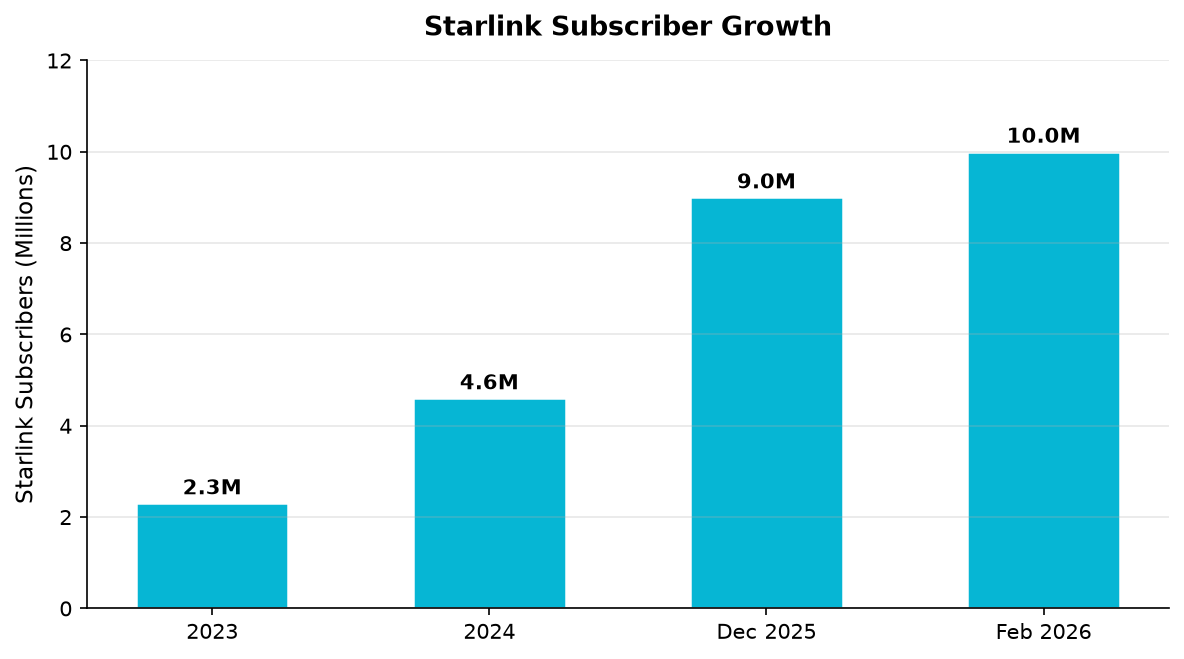 Starlink Subscriber Growth
Starlink Subscribers (Millions)
12
10
8
6
4
2
0
2.3M
4.6M
9.0M
10.0M
2023
2024
Dec 2025
Feb 2026